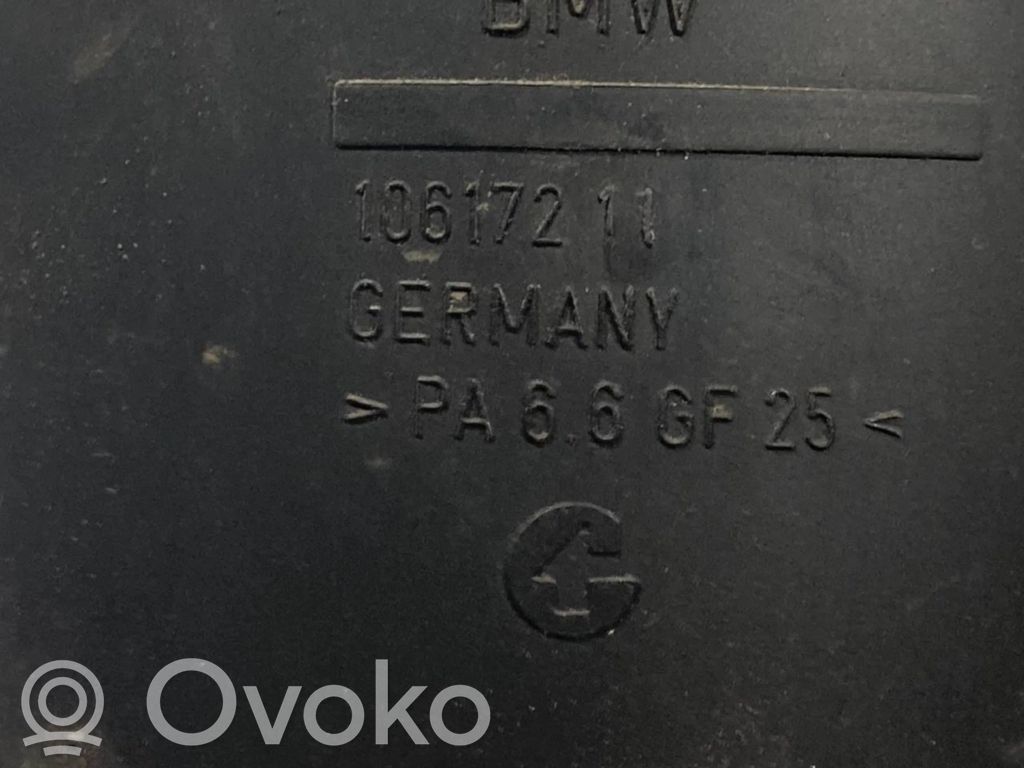 BMW
106172 11
GERMANY
> PA 6.6 GF 25 <
Ovoko